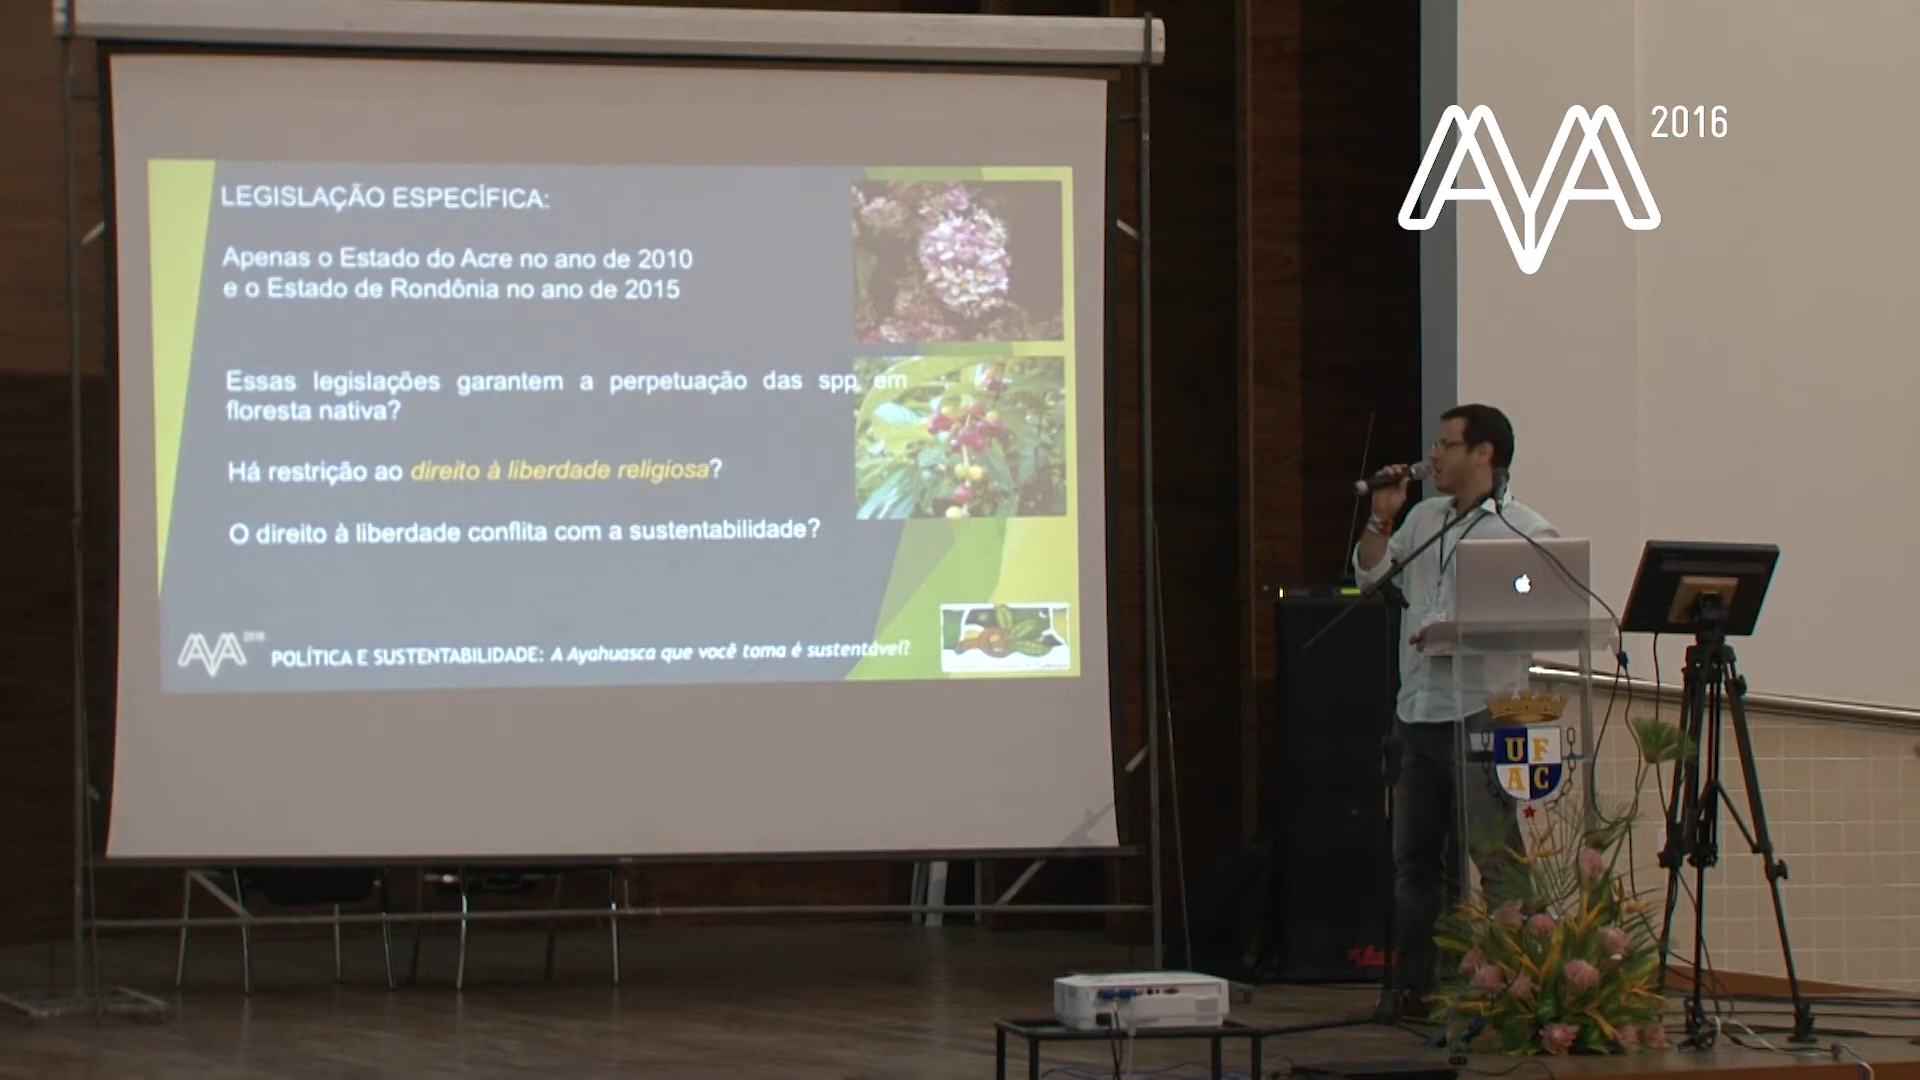 AYA 2016
LEGISLAÇÃO ESPECÍFICA:
Apenas o Estado do Acre no ano de 2010
e o Estado de Rondônia no ano de 2015
Essas legislações garantem a perpetuação das spp em
floresta nativa?
Há restrição ao direito à liberdade religiosa?
O direito à liberdade conflita com a sustentabilidade?
AYA 2016
POLÍTICA E SUSTENTABILIDADE: A Ayahuasca que você toma é sustentável?
UF
AC